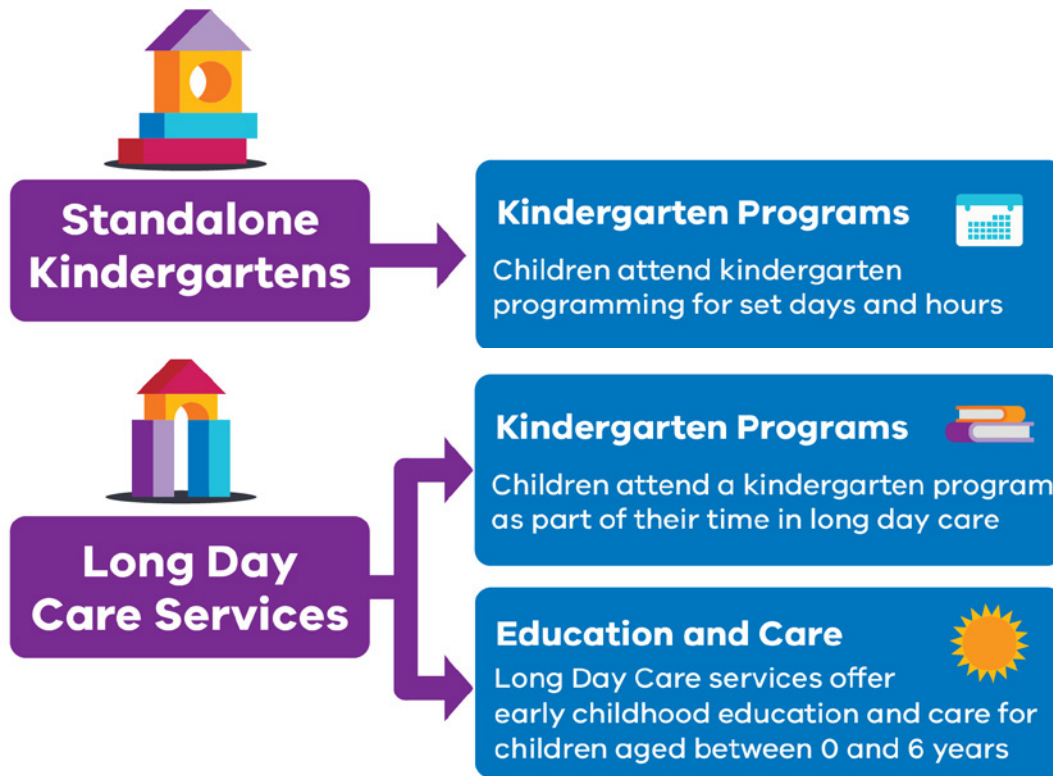 Standalone
Kindergartens
Kindergarten Programs
Children attend kindergarten
programming for set days and hours
Long Day
Care Services
Kindergarten Programs
Children attend a kindergarten program
as part of their time in long day care
Education and Care
Long Day Care services offer
early childhood education and care for
children aged between 0 and 6 years